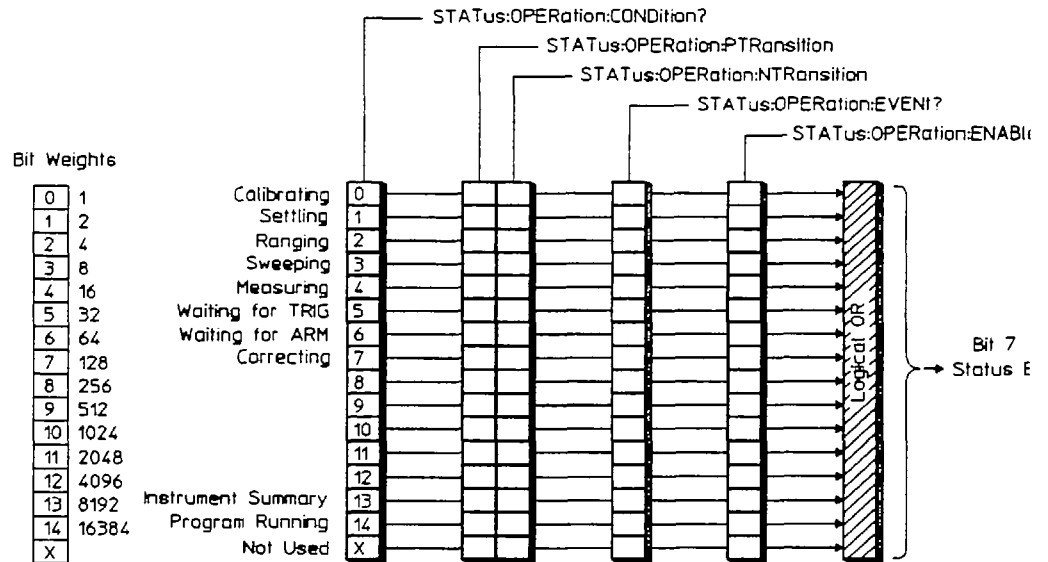 STATus:OPERation:CONDition?
STATus:OPERation:PTRansition
STATus:OPERation:NTRansition
STATus:OPERation:EVENt?
STATus:OPERation:ENABl
Bit Weights
0 1
1 2
2 4
3 8
4 16
5 32
6 64
7 128
8 256
9 512
10 1024
11 2048
12 4096
13 8192
14 16384
X
Calibrating 0
Settling 1
Ranging 2
Sweeping 3
Measuring 4
Waiting for TRIG 5
Waiting for ARM 6
Correcting 7
8
9
10
11
12
Instrument Summary 13
Program Running 14
Not Used X
Logical OR
Bit 7
Status